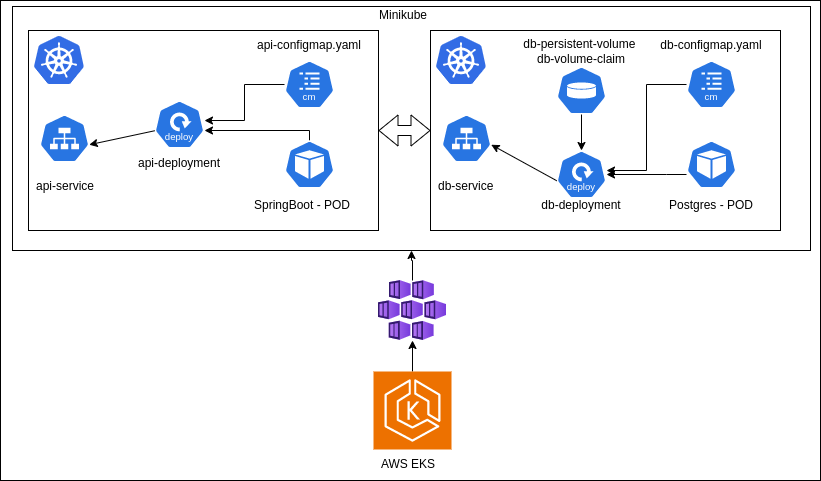 Minikube
api-configmap.yaml
cm
deploy
api-deployment
api-service
SpringBoot - POD
db-persistent-volume
db-volume-claim
db-configmap.yaml
cm
db-service
deploy
db-deployment
Postgres - POD
K
AWS EKS